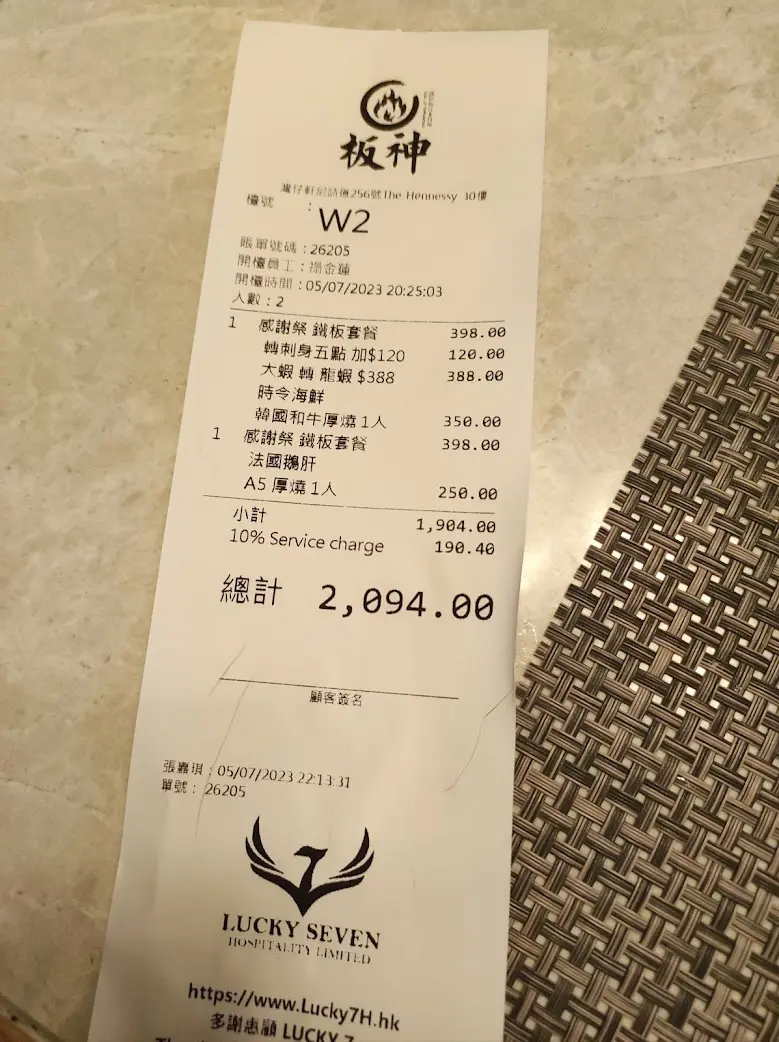 板神
灣仔軒尼詩道256號The Hennessy 30樓
檯號 :
W2
賬單號碼 : 26205
開檯員工 :
開檯時間 : 05/07/2023 20:25:03
人數 : 2
1 感謝祭 鐵板套餐 398.00
轉刺身五點 加$120 120.00
大蝦 轉 龍蝦 $388 388.00
時令海鮮
韓國和牛厚燒 1人 350.00
1 感謝祭 鐵板套餐 398.00
法國鵝肝
A5 厚燒 1人 250.00
小計 1,904.00
10% Service charge 190.40
總計 2,094.00
顧客簽名
張嘉琪 : 05/07/2023 22:13:31
單號 : 26205
LUCKY SEVEN
HOSPITALITY LIMITED
https://www.Lucky7H.hk
多謝惠顧 LUCKY 7